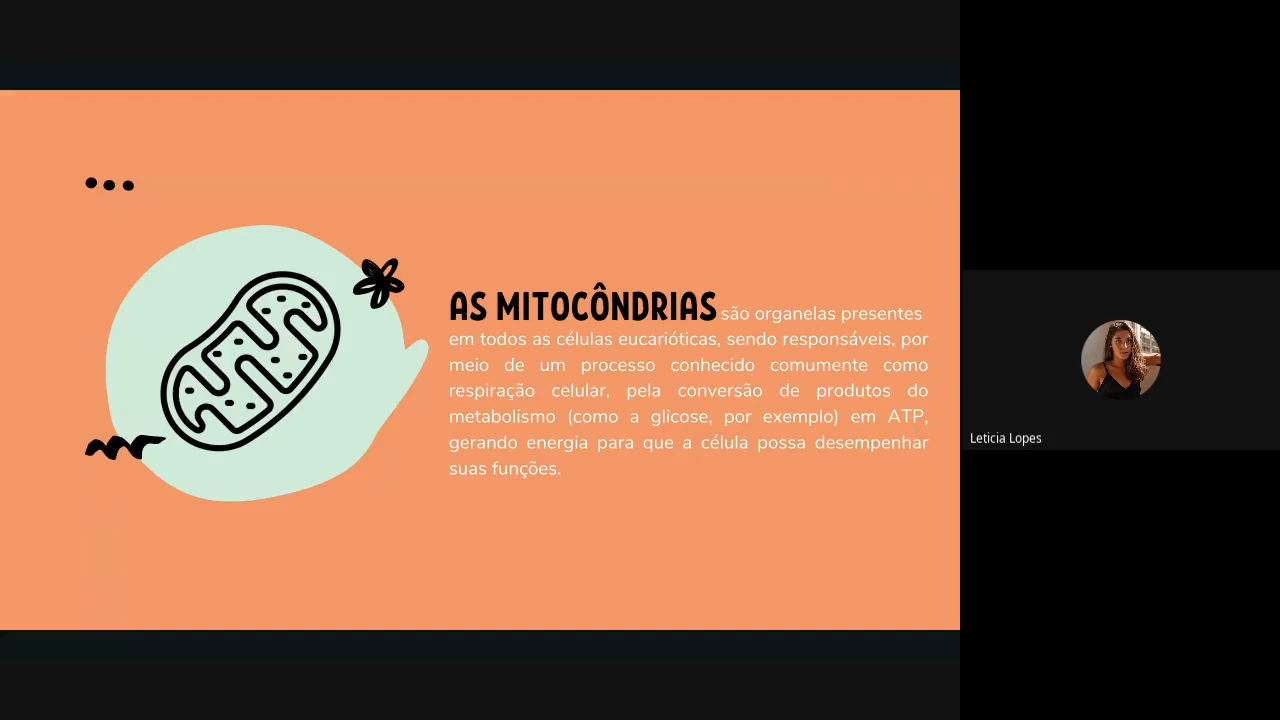 AS MITOCÔNDRIAS são organelas presentes
em todos as células eucarióticas, sendo responsáveis, por
meio de um processo conhecido comumente como
respiração celular, pela conversão de produtos do
metabolismo (como a glicose, por exemplo) em ATP,
gerando energia para que a célula possa desempenhar
suas funções.
Leticia Lopes